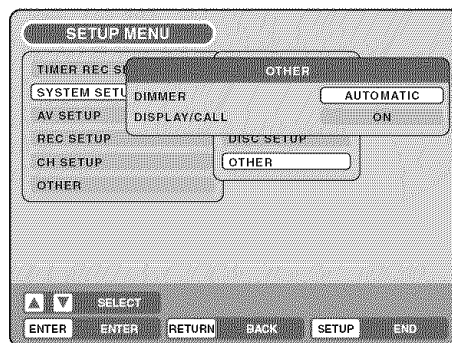 SETUP MENU
TIMER REC SE
SYSTEM SETU
AV SETUP
REC SETUP
CH SETUP
OTHER
OTHER
DIMMER AUTOMATIC
DISPLAY/CALL ON
DISC SETUP
OTHER
SELECT
ENTER ENTER RETURN BACK SETUP END